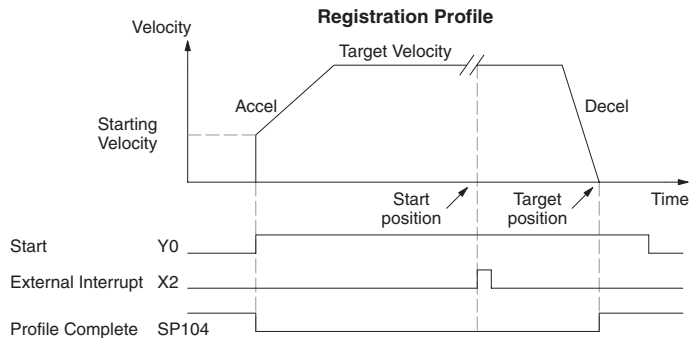 Registration Profile
Velocity
Target Velocity
Accel
Decel
Starting
Velocity
Start
position
Target
position
Time
Start Y0
External Interrupt X2
Profile Complete SP104